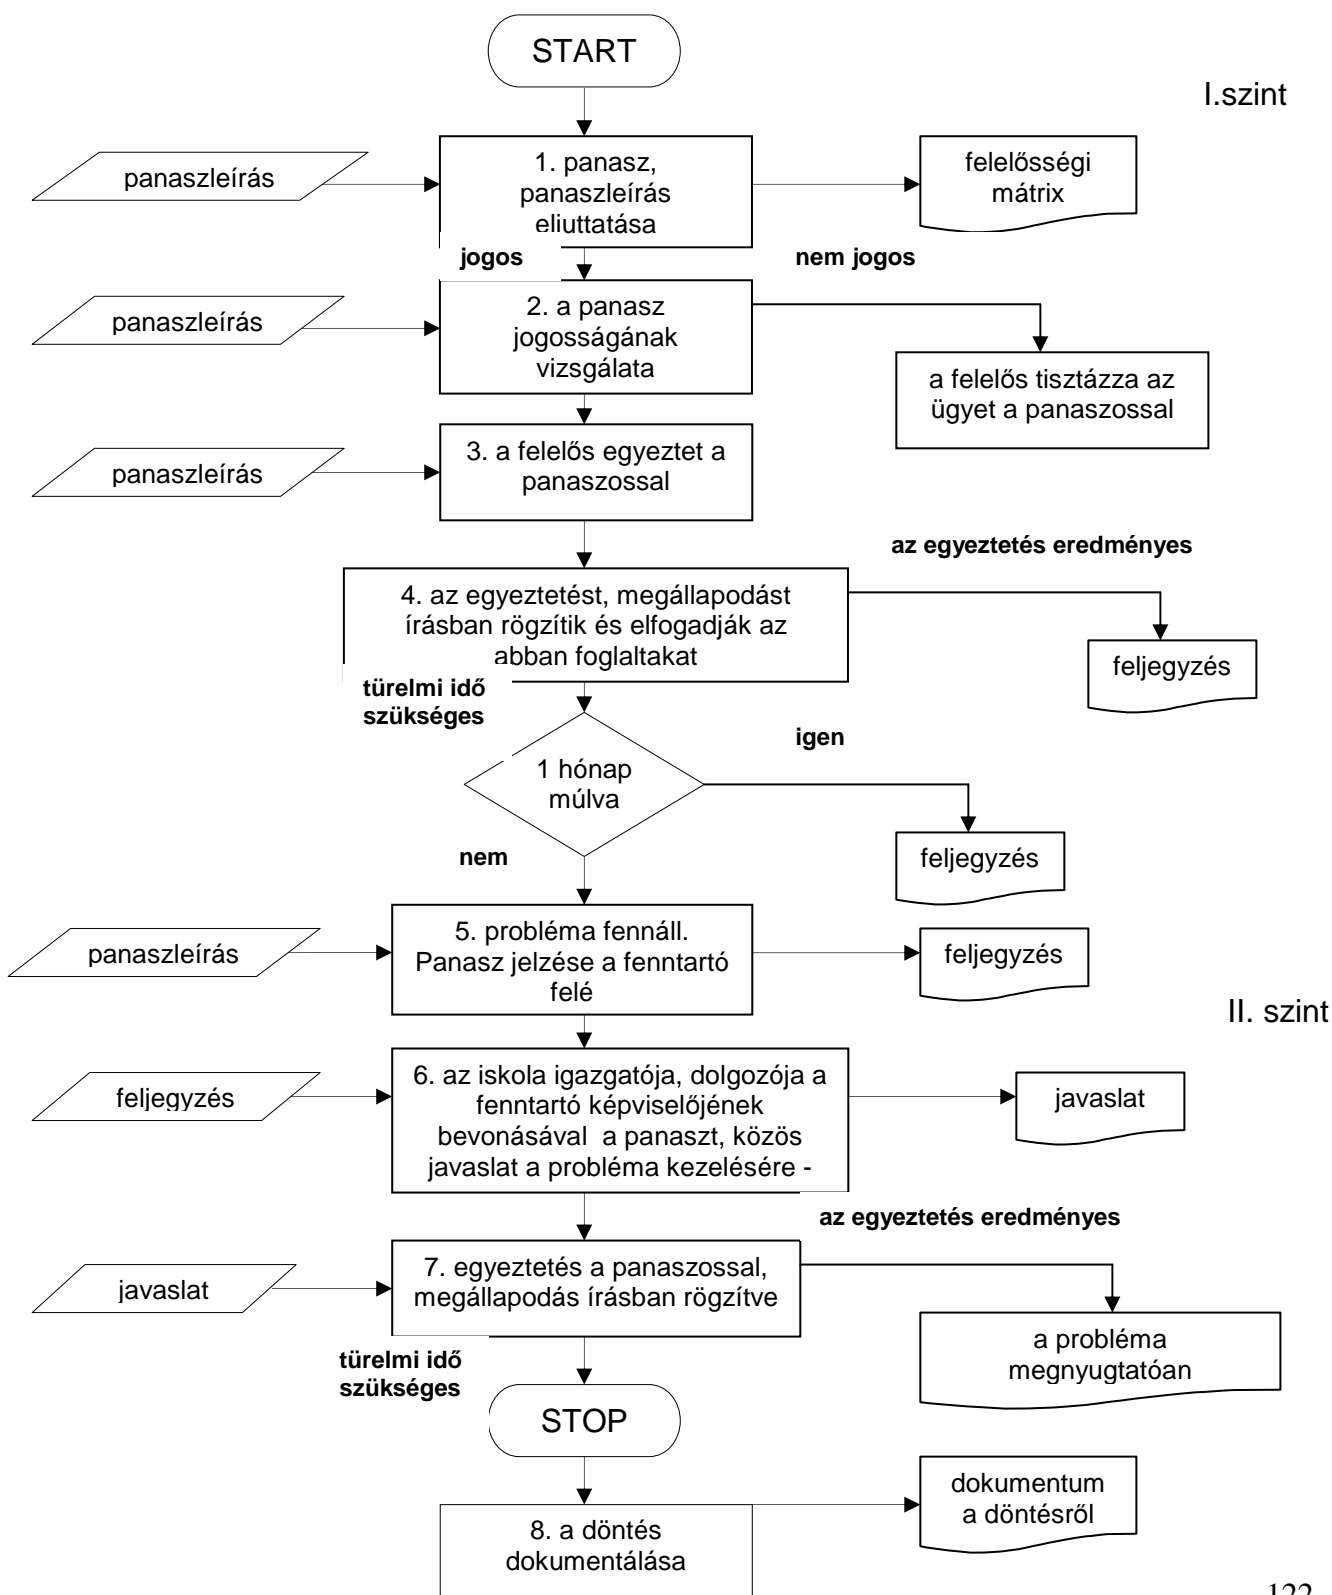 START
I.szint
panaszleírás
1. panasz,
panaszleírás
eljuttatása
felelősségi
mátrix
jogos
nem jogos
panaszleírás
2. a panasz
jogosságának
vizsgálata
a felelős tisztázza az
ügyet a panaszossal
panaszleírás
3. a felelős egyeztet a
panaszossal
az egyeztetés eredményes
4. az egyeztetést, megállapodást
írásban rögzítik és elfogadják az
abban foglaltakat
feljegyzés
türelmi idő
szükséges
igen
1 hónap
múlva
feljegyzés
nem
panaszleírás
5. probléma fennáll.
Panasz jelzése a fenntartó
felé
feljegyzés
II. szint
feljegyzés
6. az iskola igazgatója, dolgozója a
fenntartó képviselőjének
bevonásával a panaszt, közös
javaslat a probléma kezelésére -
javaslat
az egyeztetés eredményes
javaslat
7. egyeztetés a panaszossal,
megállapodás írásban rögzítve
a probléma
megnyugtatóan
türelmi idő
szükséges
STOP
dokumentum
a döntésről
8. a döntés
dokumentálása
122